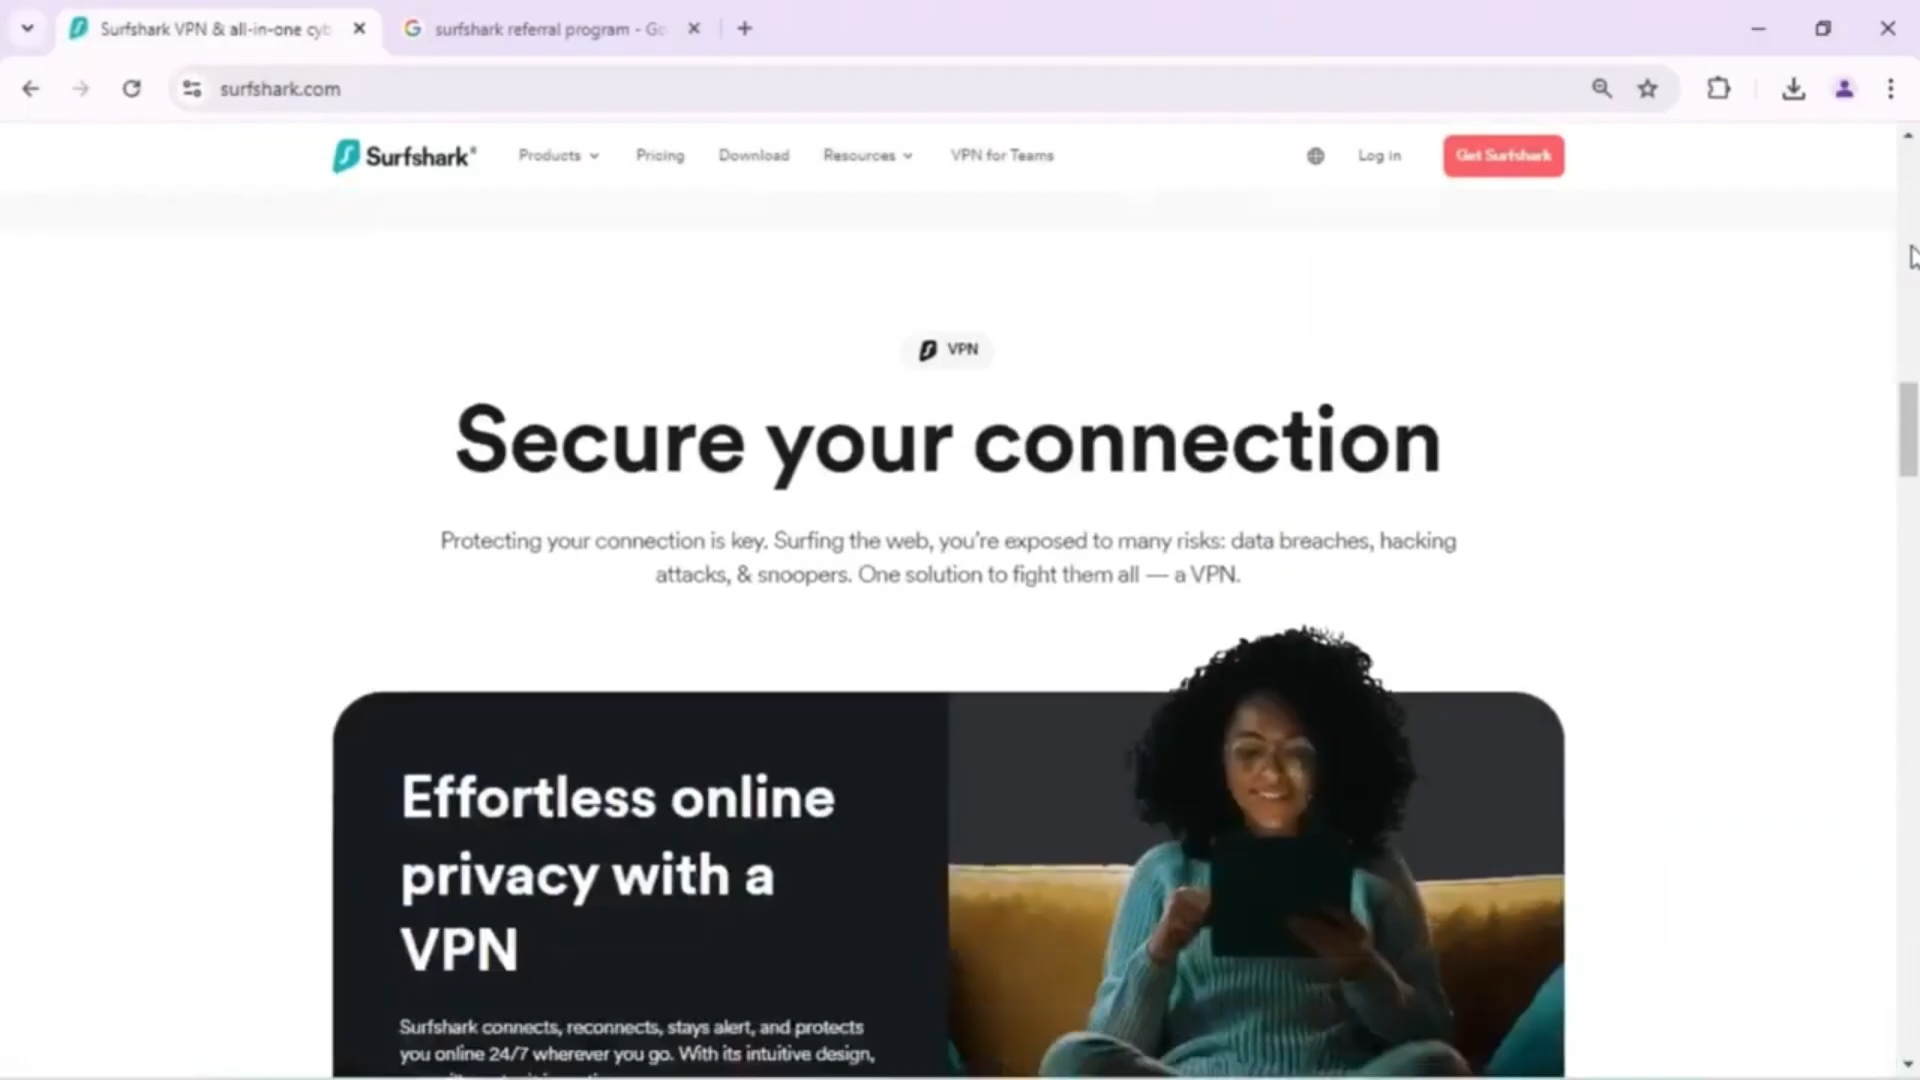 Surfshark VPN & all-in-one cyb
surfshark referral program - Go
surfshark.com
Surfshark®
Products
Pricing
Download
Resources
VPN for Teams
Log in
Get Surfshark
VPN
Secure your connection
Protecting your connection is key. Surfing the web, you're exposed to many risks: data breaches, hacking
attacks, & snoopers. One solution to fight them all — a VPN.
Effortless online
privacy with a
VPN
Surfshark connects, reconnects, stays alert, and protects
you online 24/7 wherever you go. With its intuitive design,